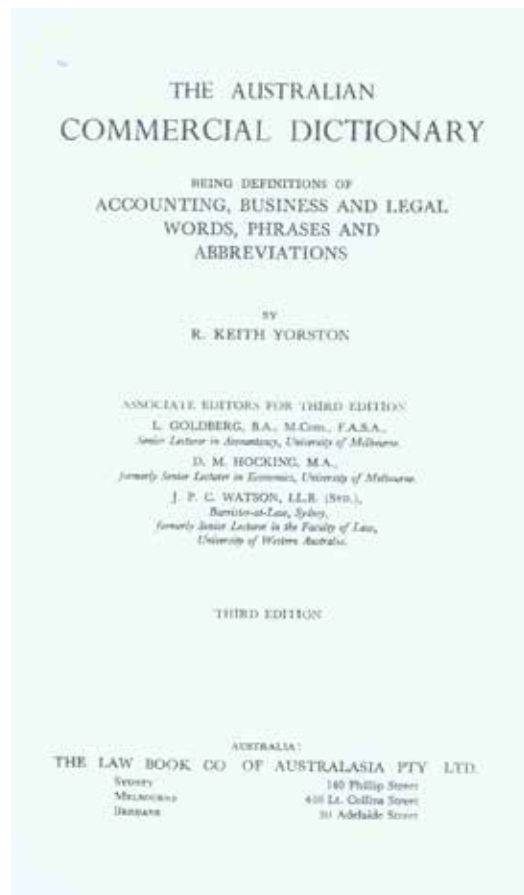 THE AUSTRALIAN
COMMERCIAL DICTIONARY
BEING DEFINITIONS OF
ACCOUNTING, BUSINESS AND LEGAL
WORDS, PHRASES AND
ABBREVIATIONS
BY
R. KEITH YORSTON
ASSOCIATE EDITORS FOR THIRD EDITION
L. GOLDBERG, B.A., M.Com., F.A.S.A.,
Senior Lecturer in Accountancy, University of Melbourne.
D. M. HOCKING, M.A.,
formerly Senior Lecturer in Economics, University of Melbourne.
J. P. C. WATSON, LL.B. (SYD.),
Barrister-at-Law, Sydney,
formerly Senior Lecturer in the Faculty of Law,
University of Western Australia.
THIRD EDITION
AUSTRALIA:
THE LAW BOOK CO OF AUSTRALASIA PTY LTD.
SYDNEY 140 Phillip Street
MELBOURNE Lt. Collins Street
BRISBANE Adelaide Street